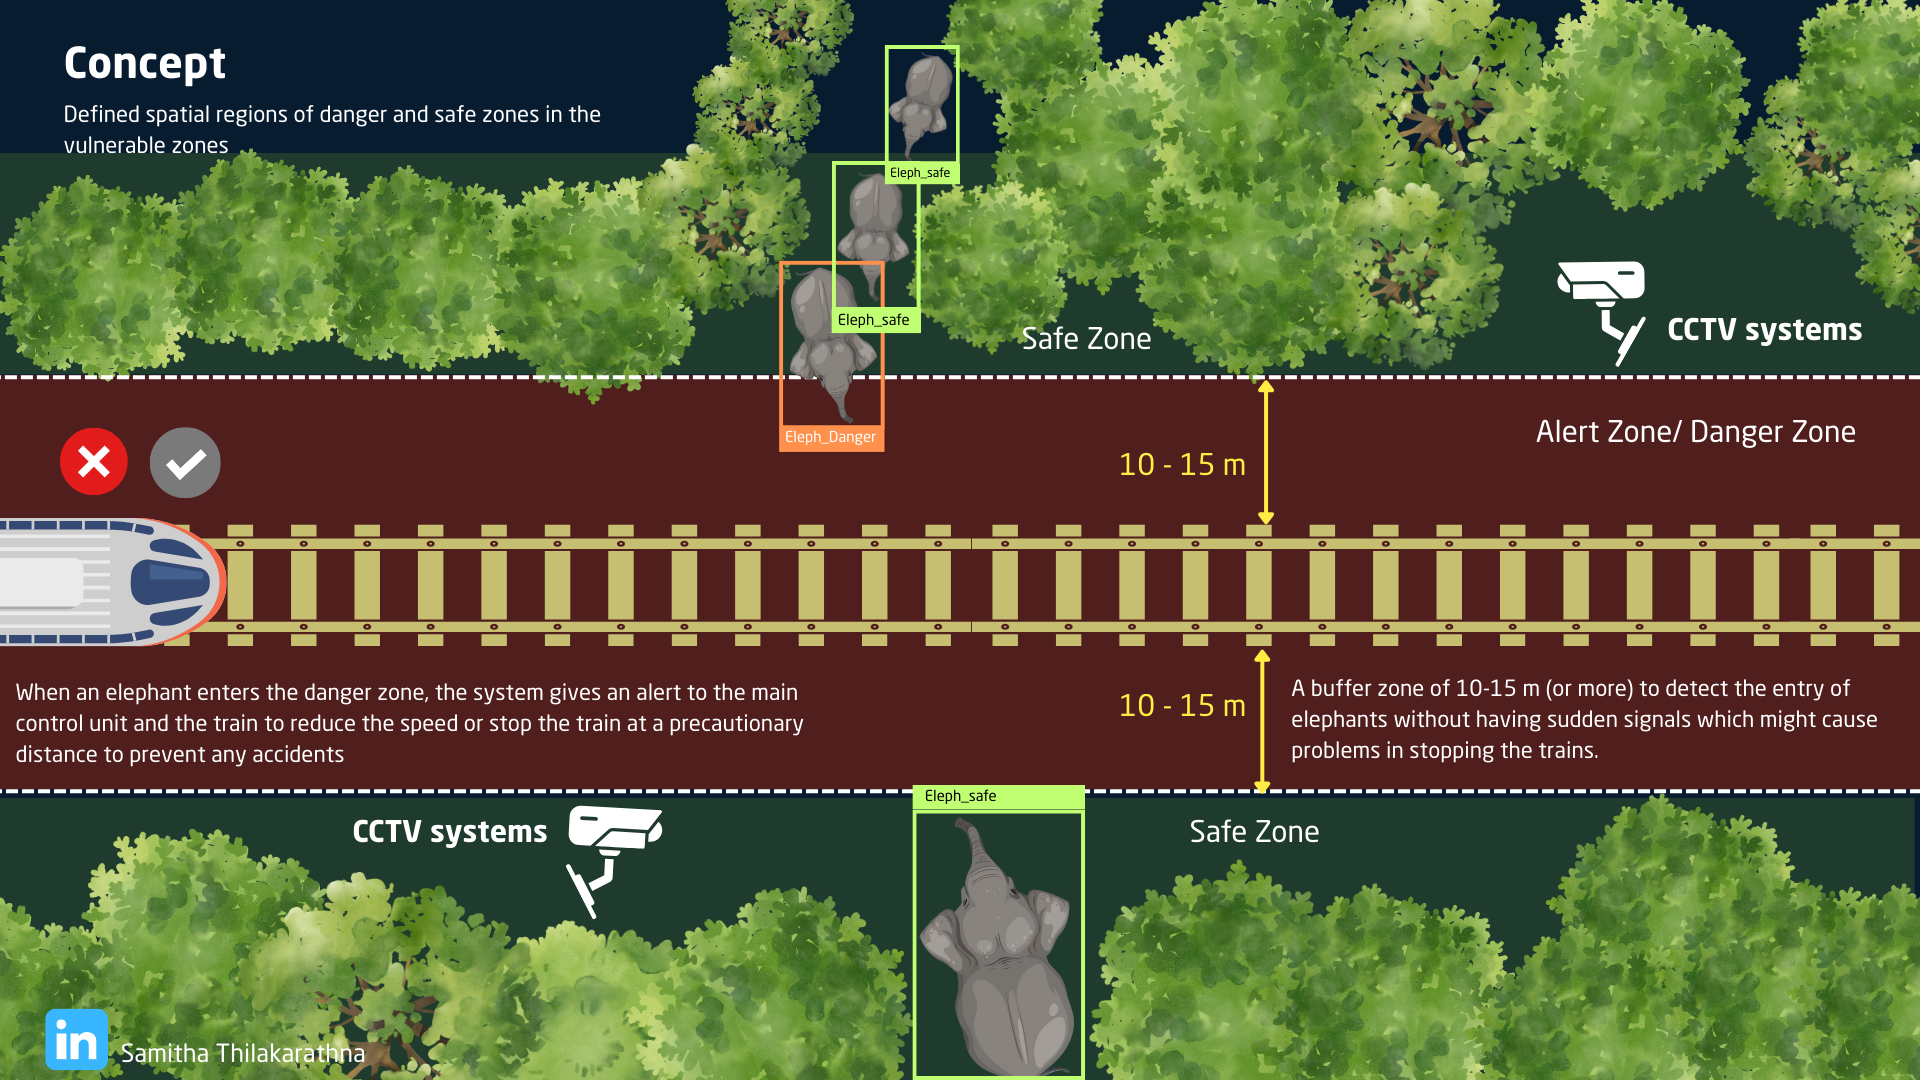 Concept
Defined spatial regions of danger and safe zones in the
vulnerable zones
Eleph_safe
Eleph_safe
Safe Zone
CCTV systems
Eleph_Danger
Alert Zone/ Danger Zone
10 - 15 m
When an elephant enters the danger zone, the system gives an alert to the main
control unit and the train to reduce the speed or stop the train at a precautionary
distance to prevent any accidents
10 - 15 m
A buffer zone of 10-15 m (or more) to detect the entry of
elephants without having sudden signals which might cause
problems in stopping the trains.
Eleph_safe
CCTV systems
Safe Zone
in
Samitha Thilakarathna